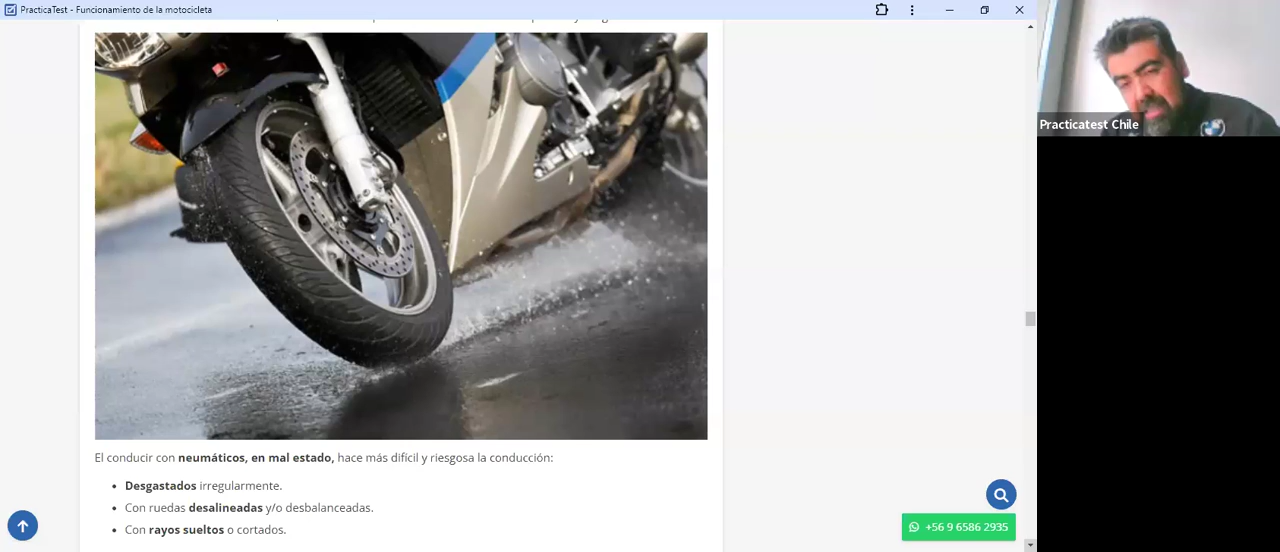 PracticaTest - Funcionamiento de la motocicleta
Practicatest Chile
El conducir con neumáticos, en mal estado, hace más difícil y riesgosa la conducción:
Desgastados irregularmente.
Con ruedas desalineadas y/o desbalanceadas.
Con rayos sueltos o cortados.
+56 9 6586 2935